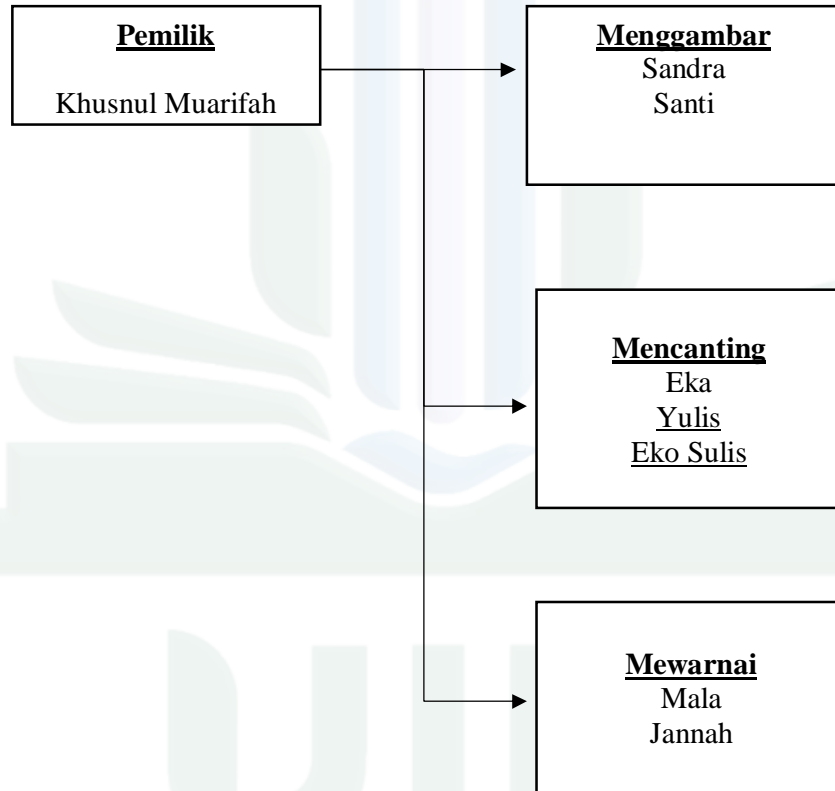 Pemilik
Khusnul Muarifah
Menggambar
Sandra
Santi
Mencanting
Eka
Yulis
Eko Sulis
Mewarnai
Mala
Jannah